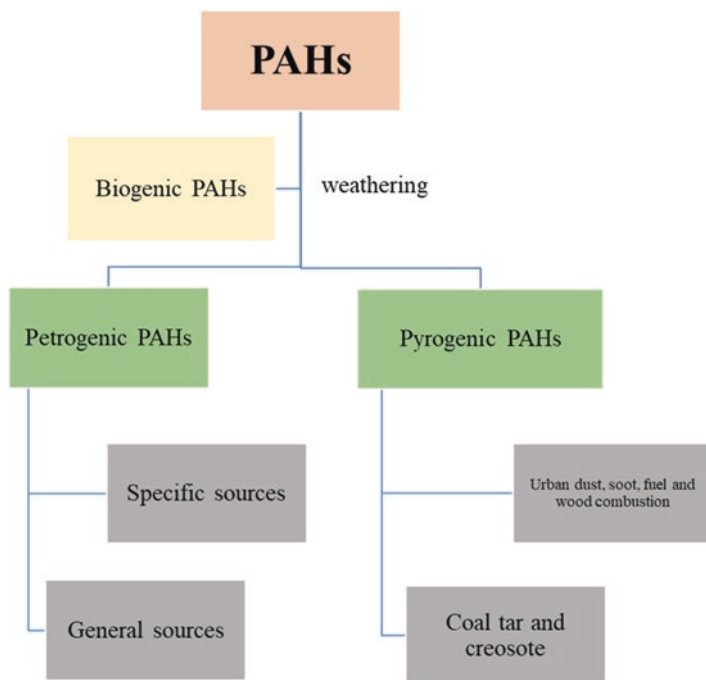 PAHs
Biogenic PAHs
weathering
Petrogenic PAHs
Pyrogenic PAHs
Specific sources
Urban dust, soot, fuel and
wood combustion
General sources
Coal tar and
creosote